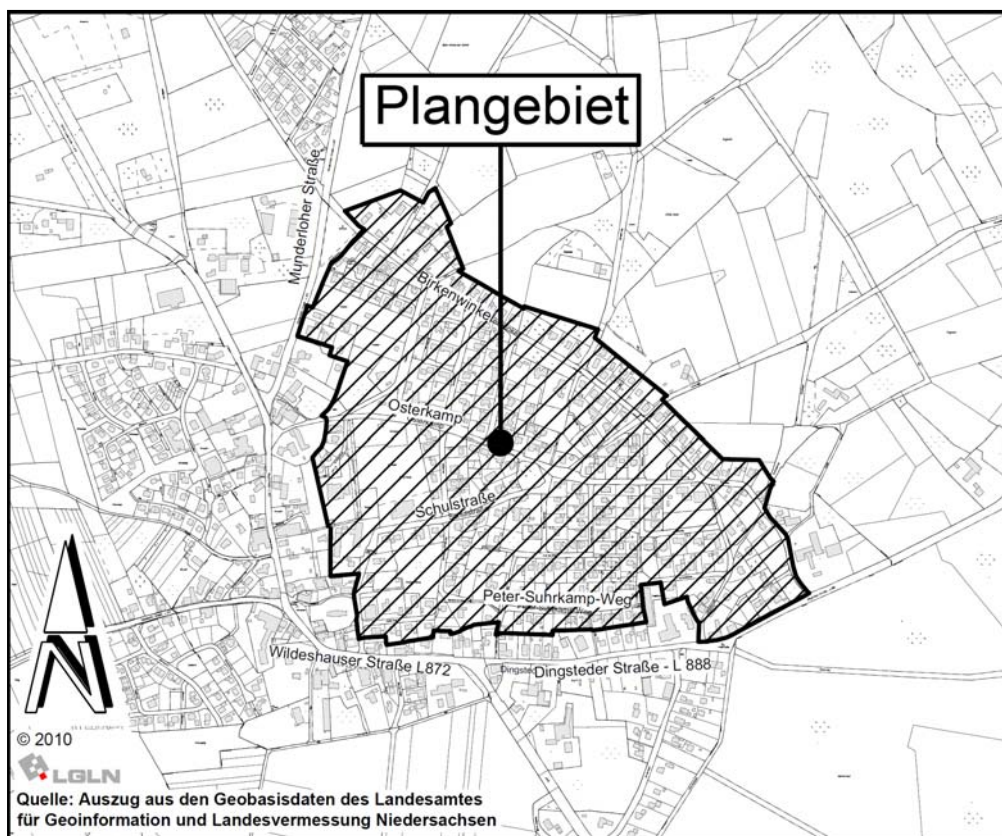 Plangebiet
Munderloher Straße
Birkenwinkel
Osterkamp
Schulstraße
Peter-Suhrkamp-Weg
Wildeshauser Straße L872
Dingsteder Straße - L 888
N
© 2010
LGLN
Quelle: Auszug aus den Geobasisdaten des Landesamtes
für Geoinformation und Landesvermessung Niedersachsen